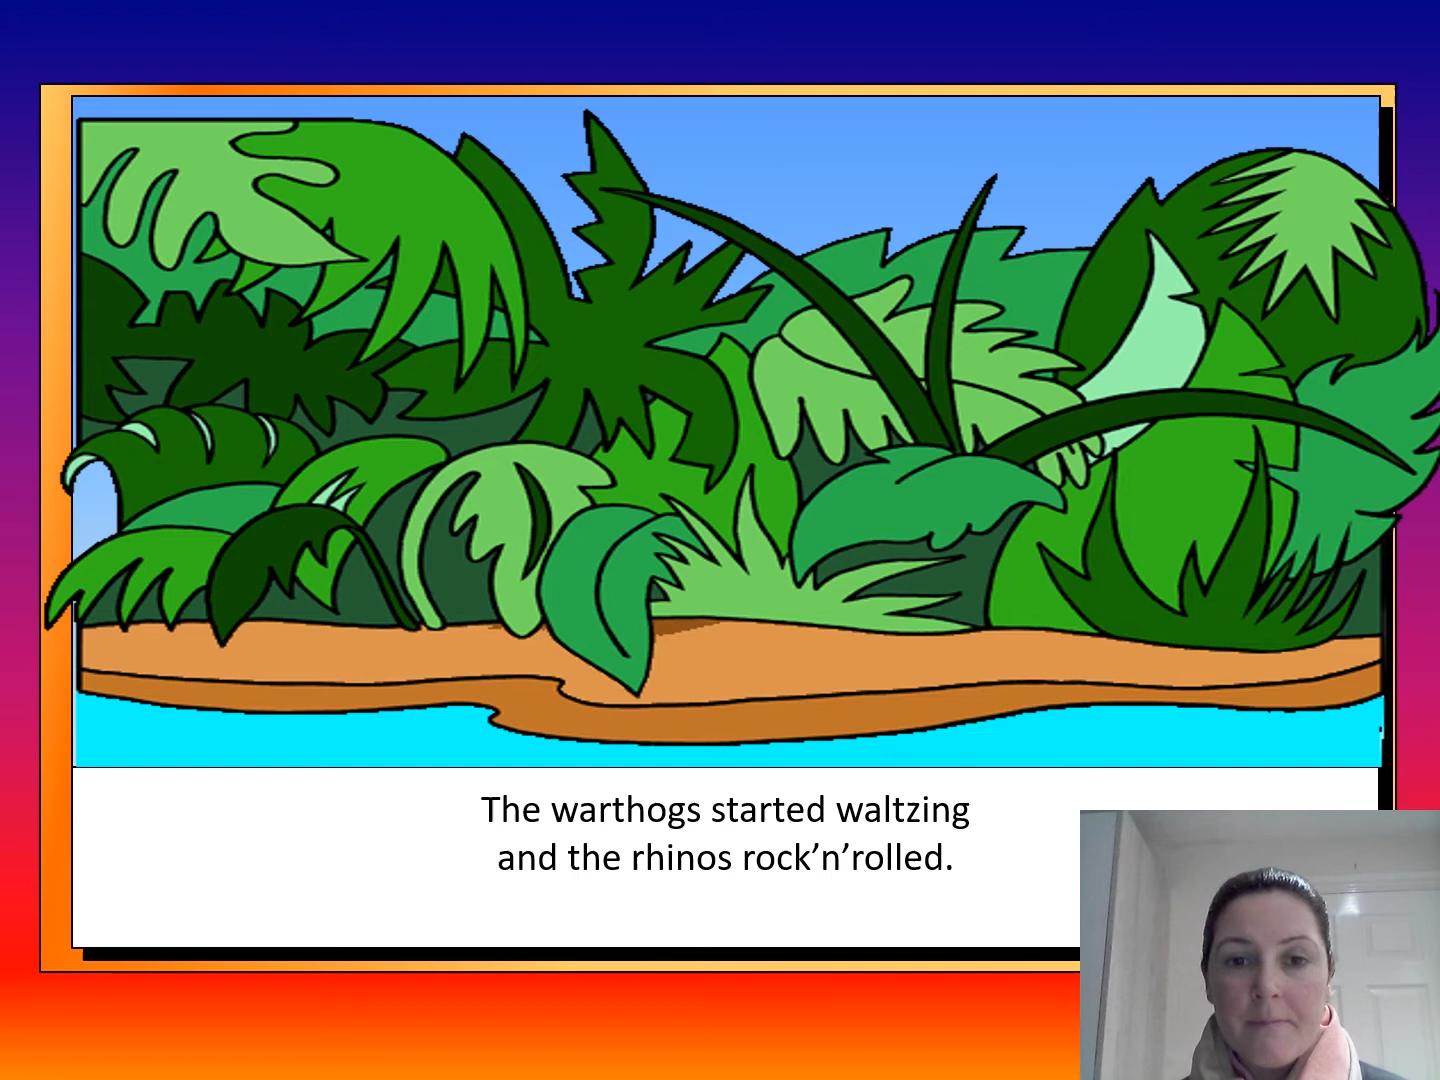 The warthogs started waltzing
and the rhinos rock’n’rolled.